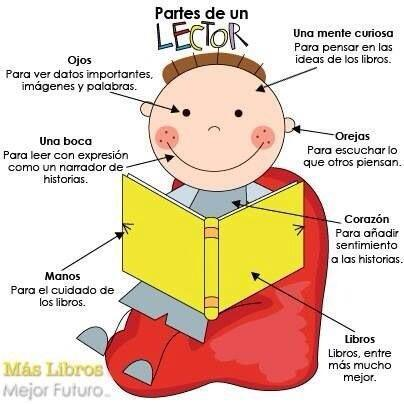 Partes de un
LECTOR
Ojos
Para ver datos importantes,
imágenes y palabras.
Una mente curiosa
Para pensar en las
ideas de los libros.
Una boca
Para leer con expresión
como un narrador de
historias.
Orejas
Para escuchar lo
que otros piensan.
Corazón
Para añadir
sentimiento
a las historias.
Manos
Para el cuidado de
los libros.
Libros
Libros, entre
más mucho
mejor.
Más Libros
Mejor Futuro...